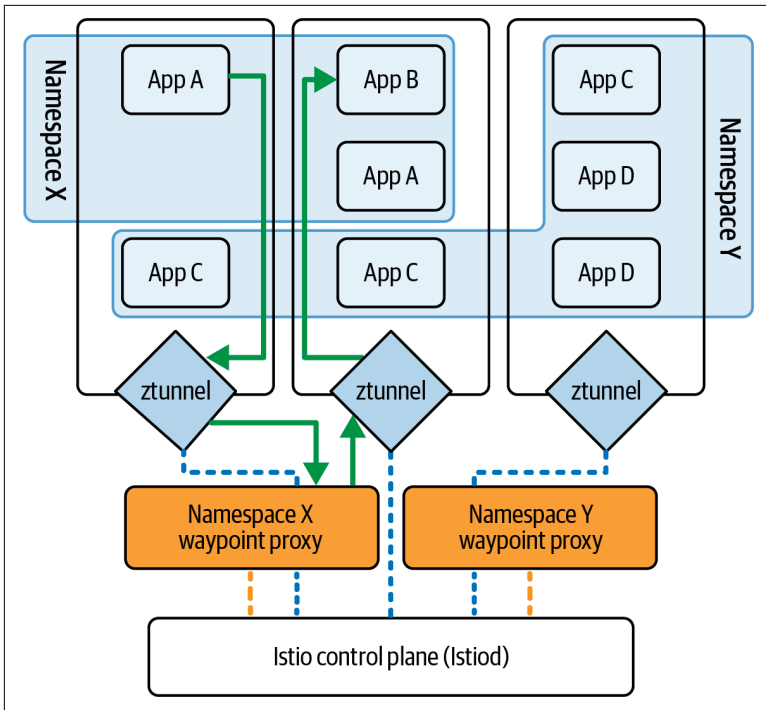 Namespace X
App A
App B
App A
App C
App C
App C
App D
App D
Namespace Y
ztunnel
ztunnel
ztunnel
Namespace X
waypoint proxy
Namespace Y
waypoint proxy
Istio control plane (Istiod)